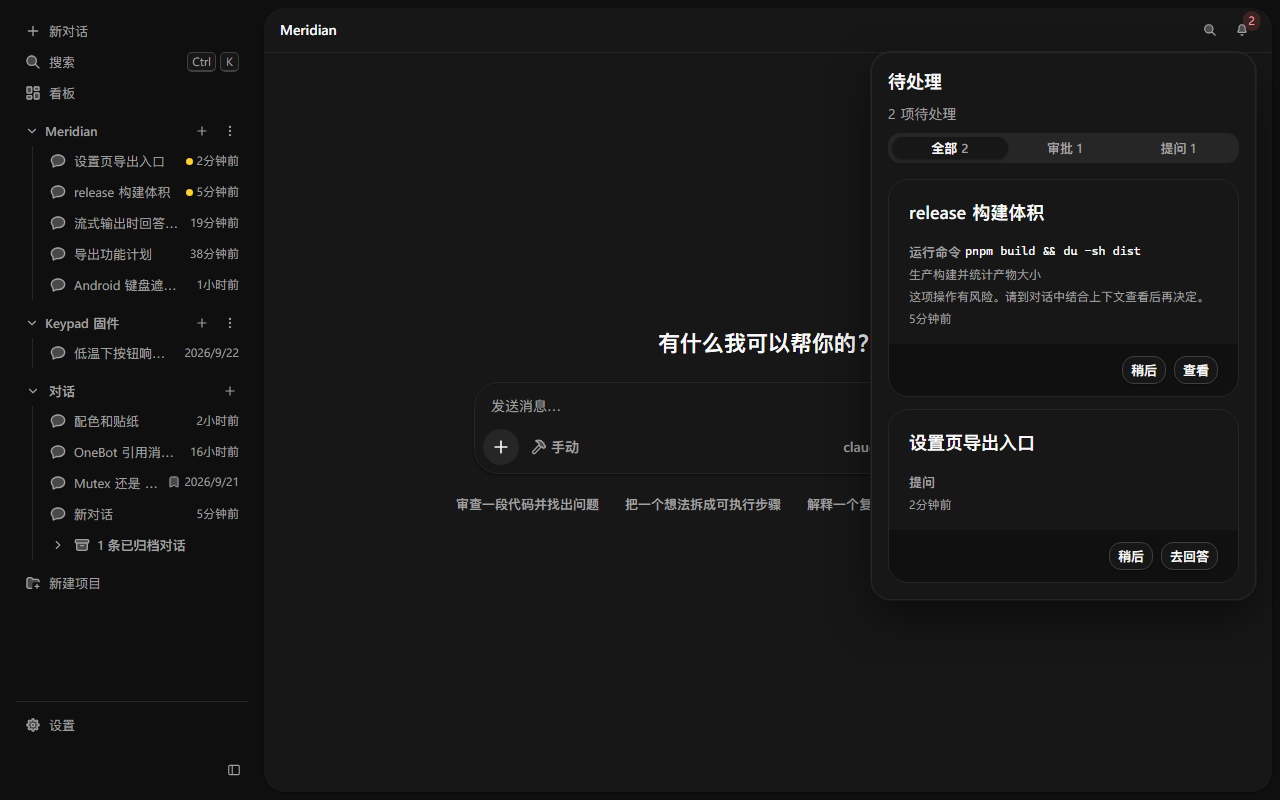 新对话
搜索 Ctrl K
看板
Meridian
设置页导出入口 2分钟前
release 构建体积 5分钟前
流式输出时回答… 19分钟前
导出功能计划 38分钟前
Android 键盘遮… 1小时前
Keypad 固件
低温下按钮响… 2026/9/22
对话
配色和贴纸 2小时前
OneBot 引用消… 16小时前
Mutex 还是 … 2026/9/21
新对话 5分钟前
1 条已归档对话
新建项目
设置
Meridian
2
有什么我可以帮你的？
发送消息…
手动
clau
审查一段代码并找出问题
把一个想法拆成可执行步骤
解释一个复
待处理
2 项待处理
全部 2
审批 1
提问 1
release 构建体积
运行命令 pnpm build && du -sh dist
生产构建并统计产物大小
这项操作有风险。请到对话中结合上下文查看后再决定。
5分钟前
稍后
查看
设置页导出入口
提问
2分钟前
稍后
去回答